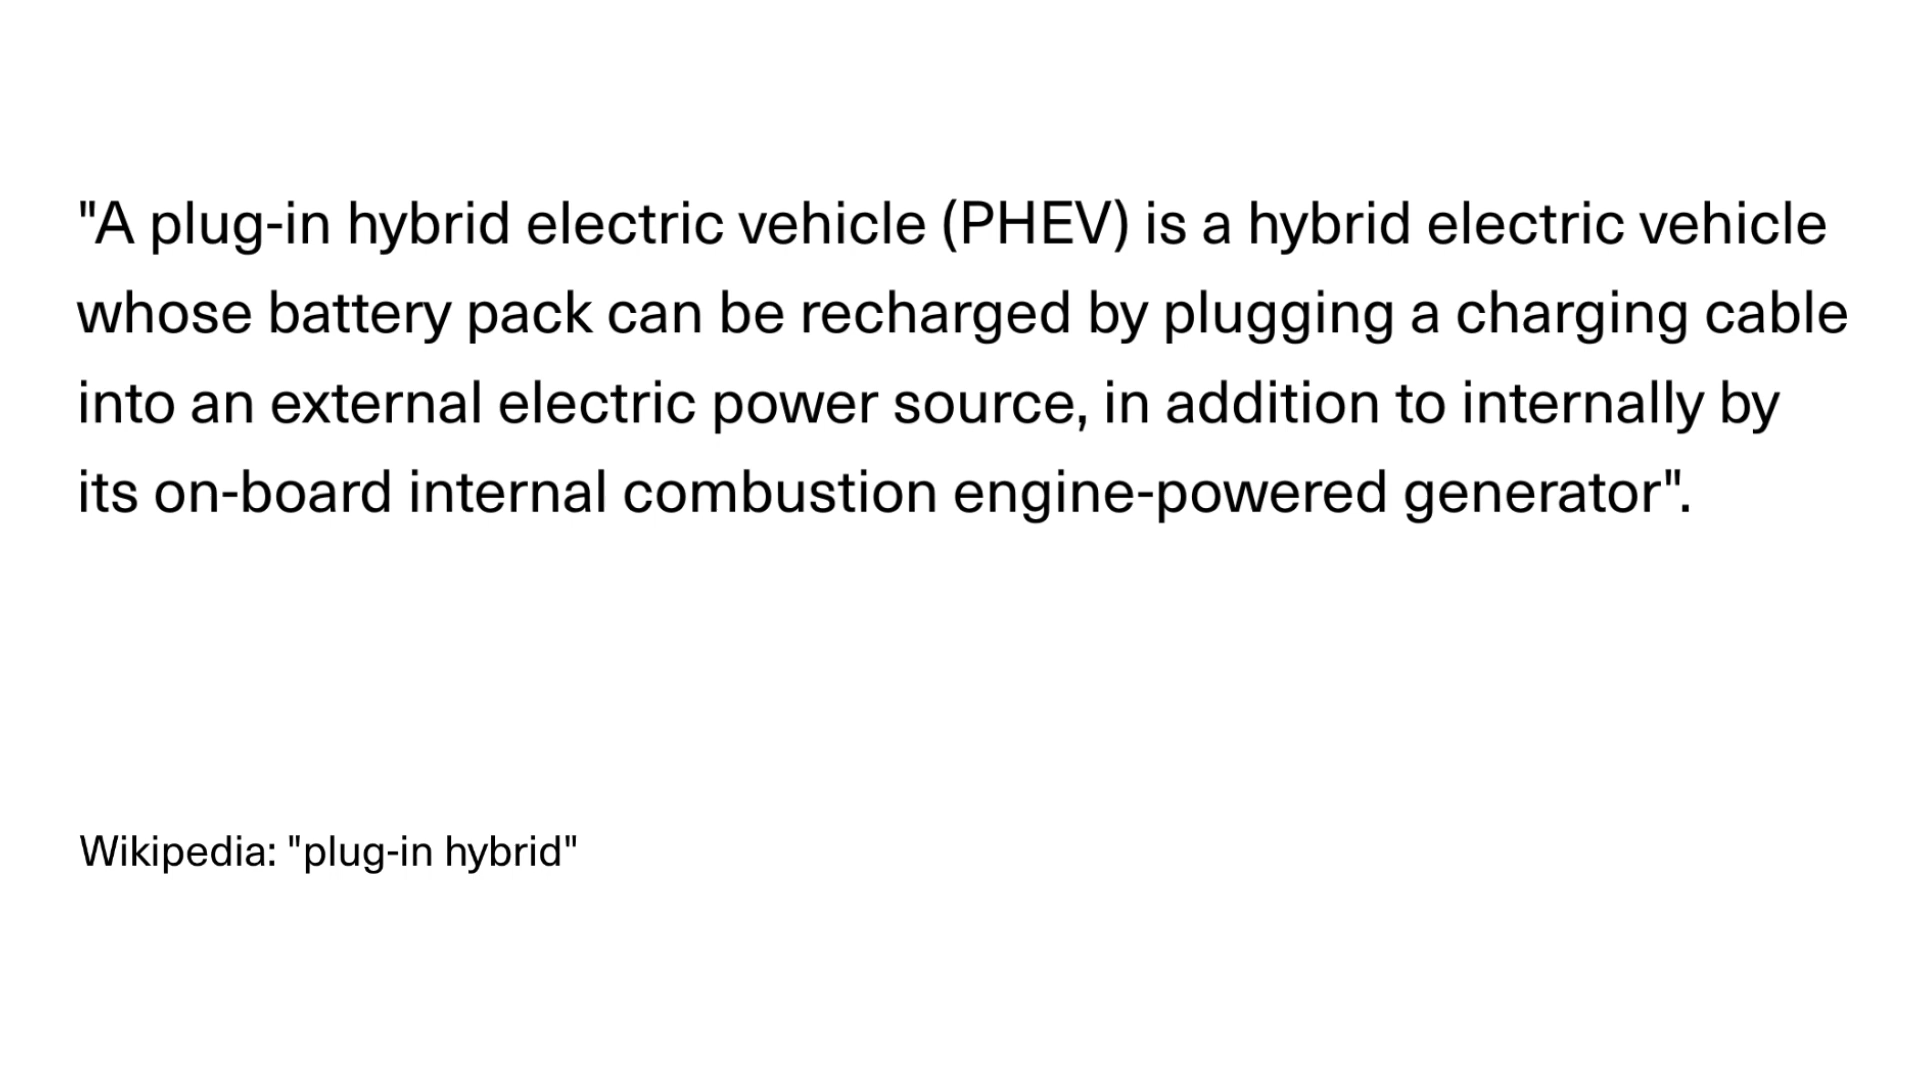 "A plug-in hybrid electric vehicle (PHEV) is a hybrid electric vehicle
whose battery pack can be recharged by plugging a charging cable
into an external electric power source, in addition to internally by
its on-board internal combustion engine-powered generator".
Wikipedia: "plug-in hybrid"